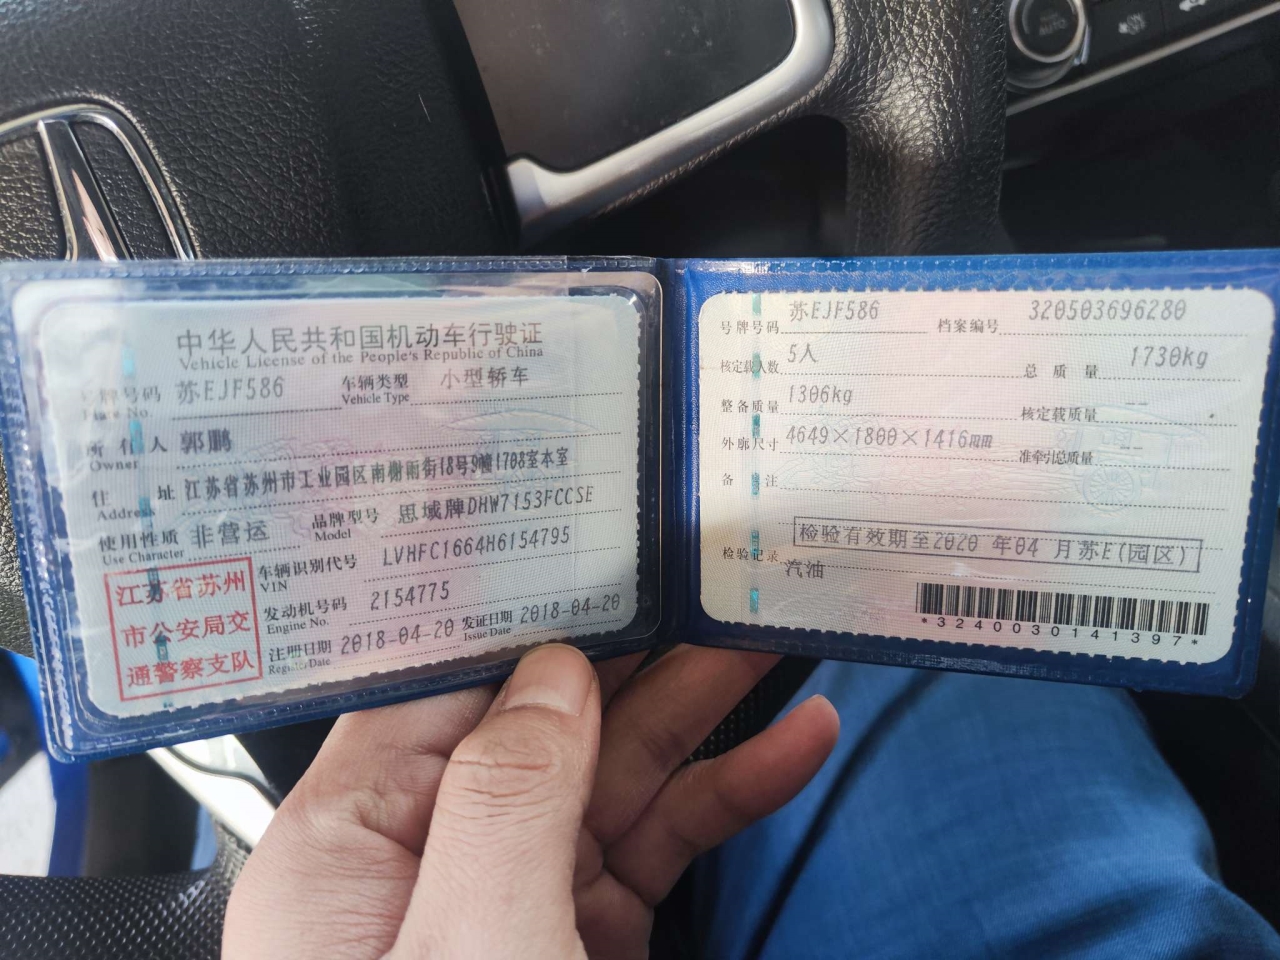 中华人民共和国机动车行驶证
Vehicle License of the People's Republic of China
号牌号码 苏EJF586 车辆类型 小型轿车
Plate No. Vehicle Type
所有人 郭鹏
Owner
住址 江苏省苏州市工业园区南榭雨街18号9幢1708室本室
Address
使用性质 非营运 品牌型号 思域牌DHW7153FCCSE
Use Character Model
江苏省苏州
市公安局交
通警察支队
车辆识别代号 LVHFC1664H6154795
VIN
发动机号码 2154775
Engine No.
注册日期 2018-04-20 发证日期 2018-04-20
Register Date Issue Date
号牌号码 苏EJF586 档案编号 320503696280
核定载人数 5人 总质量 1730kg
整备质量 1306kg 核定载质量 --
外廓尺寸 4649×1800×1416mm 准牵引总质量 --
备注
检验记录 检验有效期至2020年04月苏E(园区)
汽油
*3240030141397*
AUTO